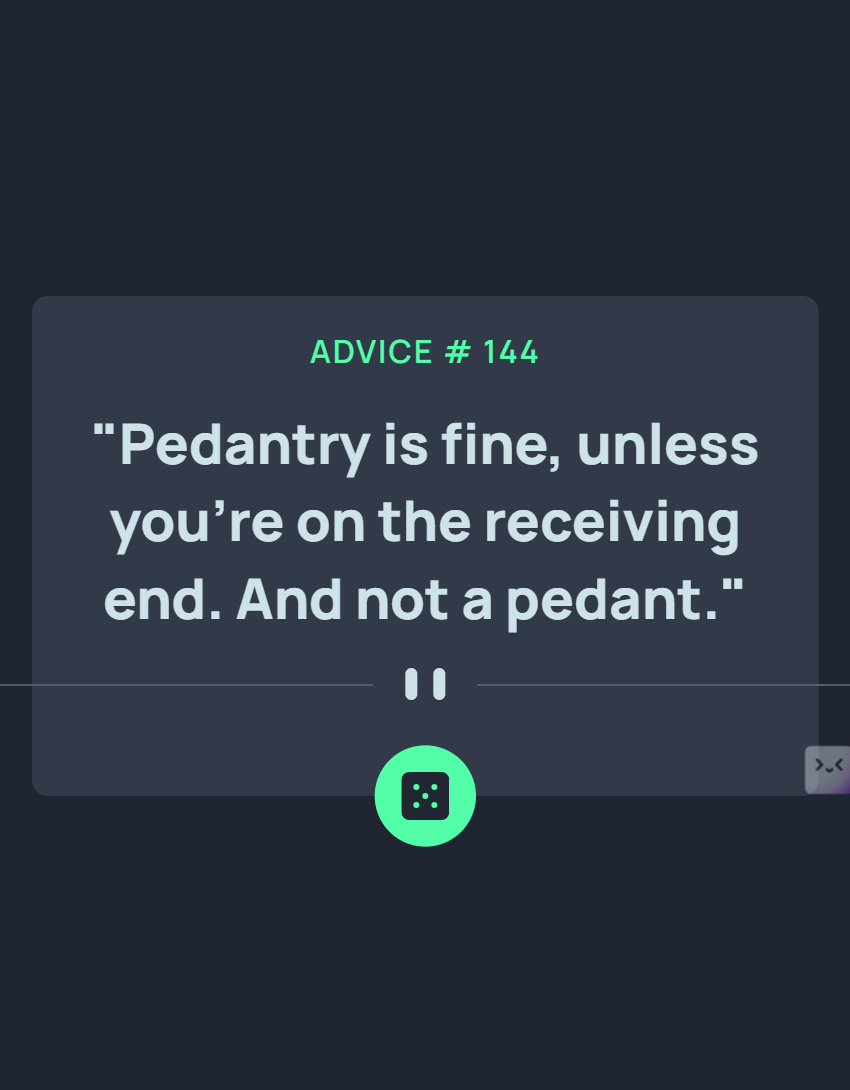 ADVICE # 144
"Pedantry is fine, unless
you’re on the receiving
end. And not a pedant."